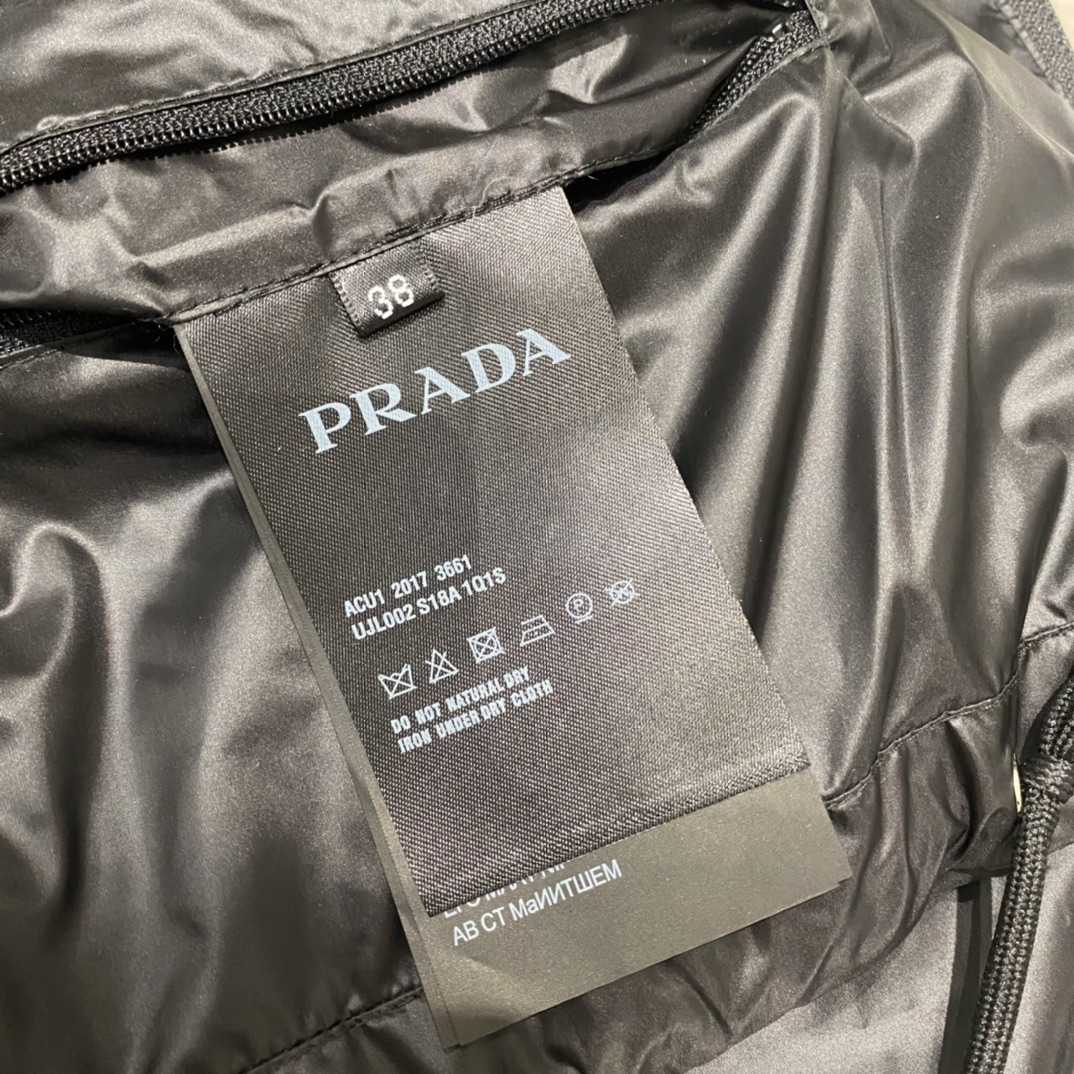 38
PRADA
ACU1 2017 3661
UJL002 S18A 1Q1S
P
DO NOT NATURAL DRY
IRON UNDER DRY CLOTH
AB CT MaИИТШЕМ